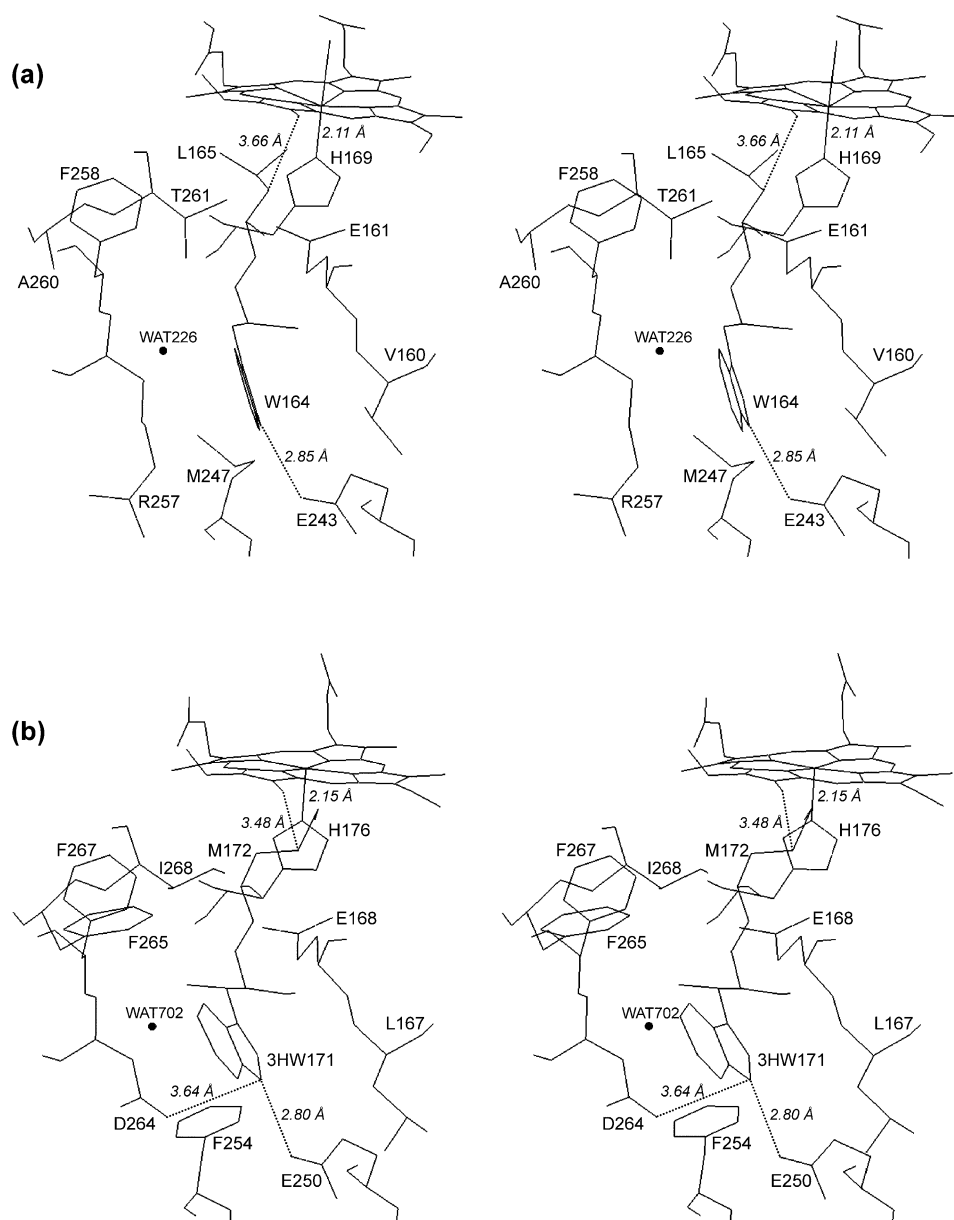 (a)
3.66 Å
2.11 Å
L165
H169
F258
T261
E161
A260
WAT226
V160
W164
2.85 Å
M247
R257
E243
3.66 Å
2.11 Å
L165
H169
F258
T261
E161
A260
WAT226
V160
W164
2.85 Å
M247
R257
E243
(b)
2.15 Å
3.48 Å
H176
F267
I268
M172
E168
F265
WAT702
L167
3HW171
3.64 Å
2.80 Å
D264
F254
E250
2.15 Å
3.48 Å
H176
F267
I268
M172
E168
F265
WAT702
L167
3HW171
3.64 Å
2.80 Å
D264
F254
E250